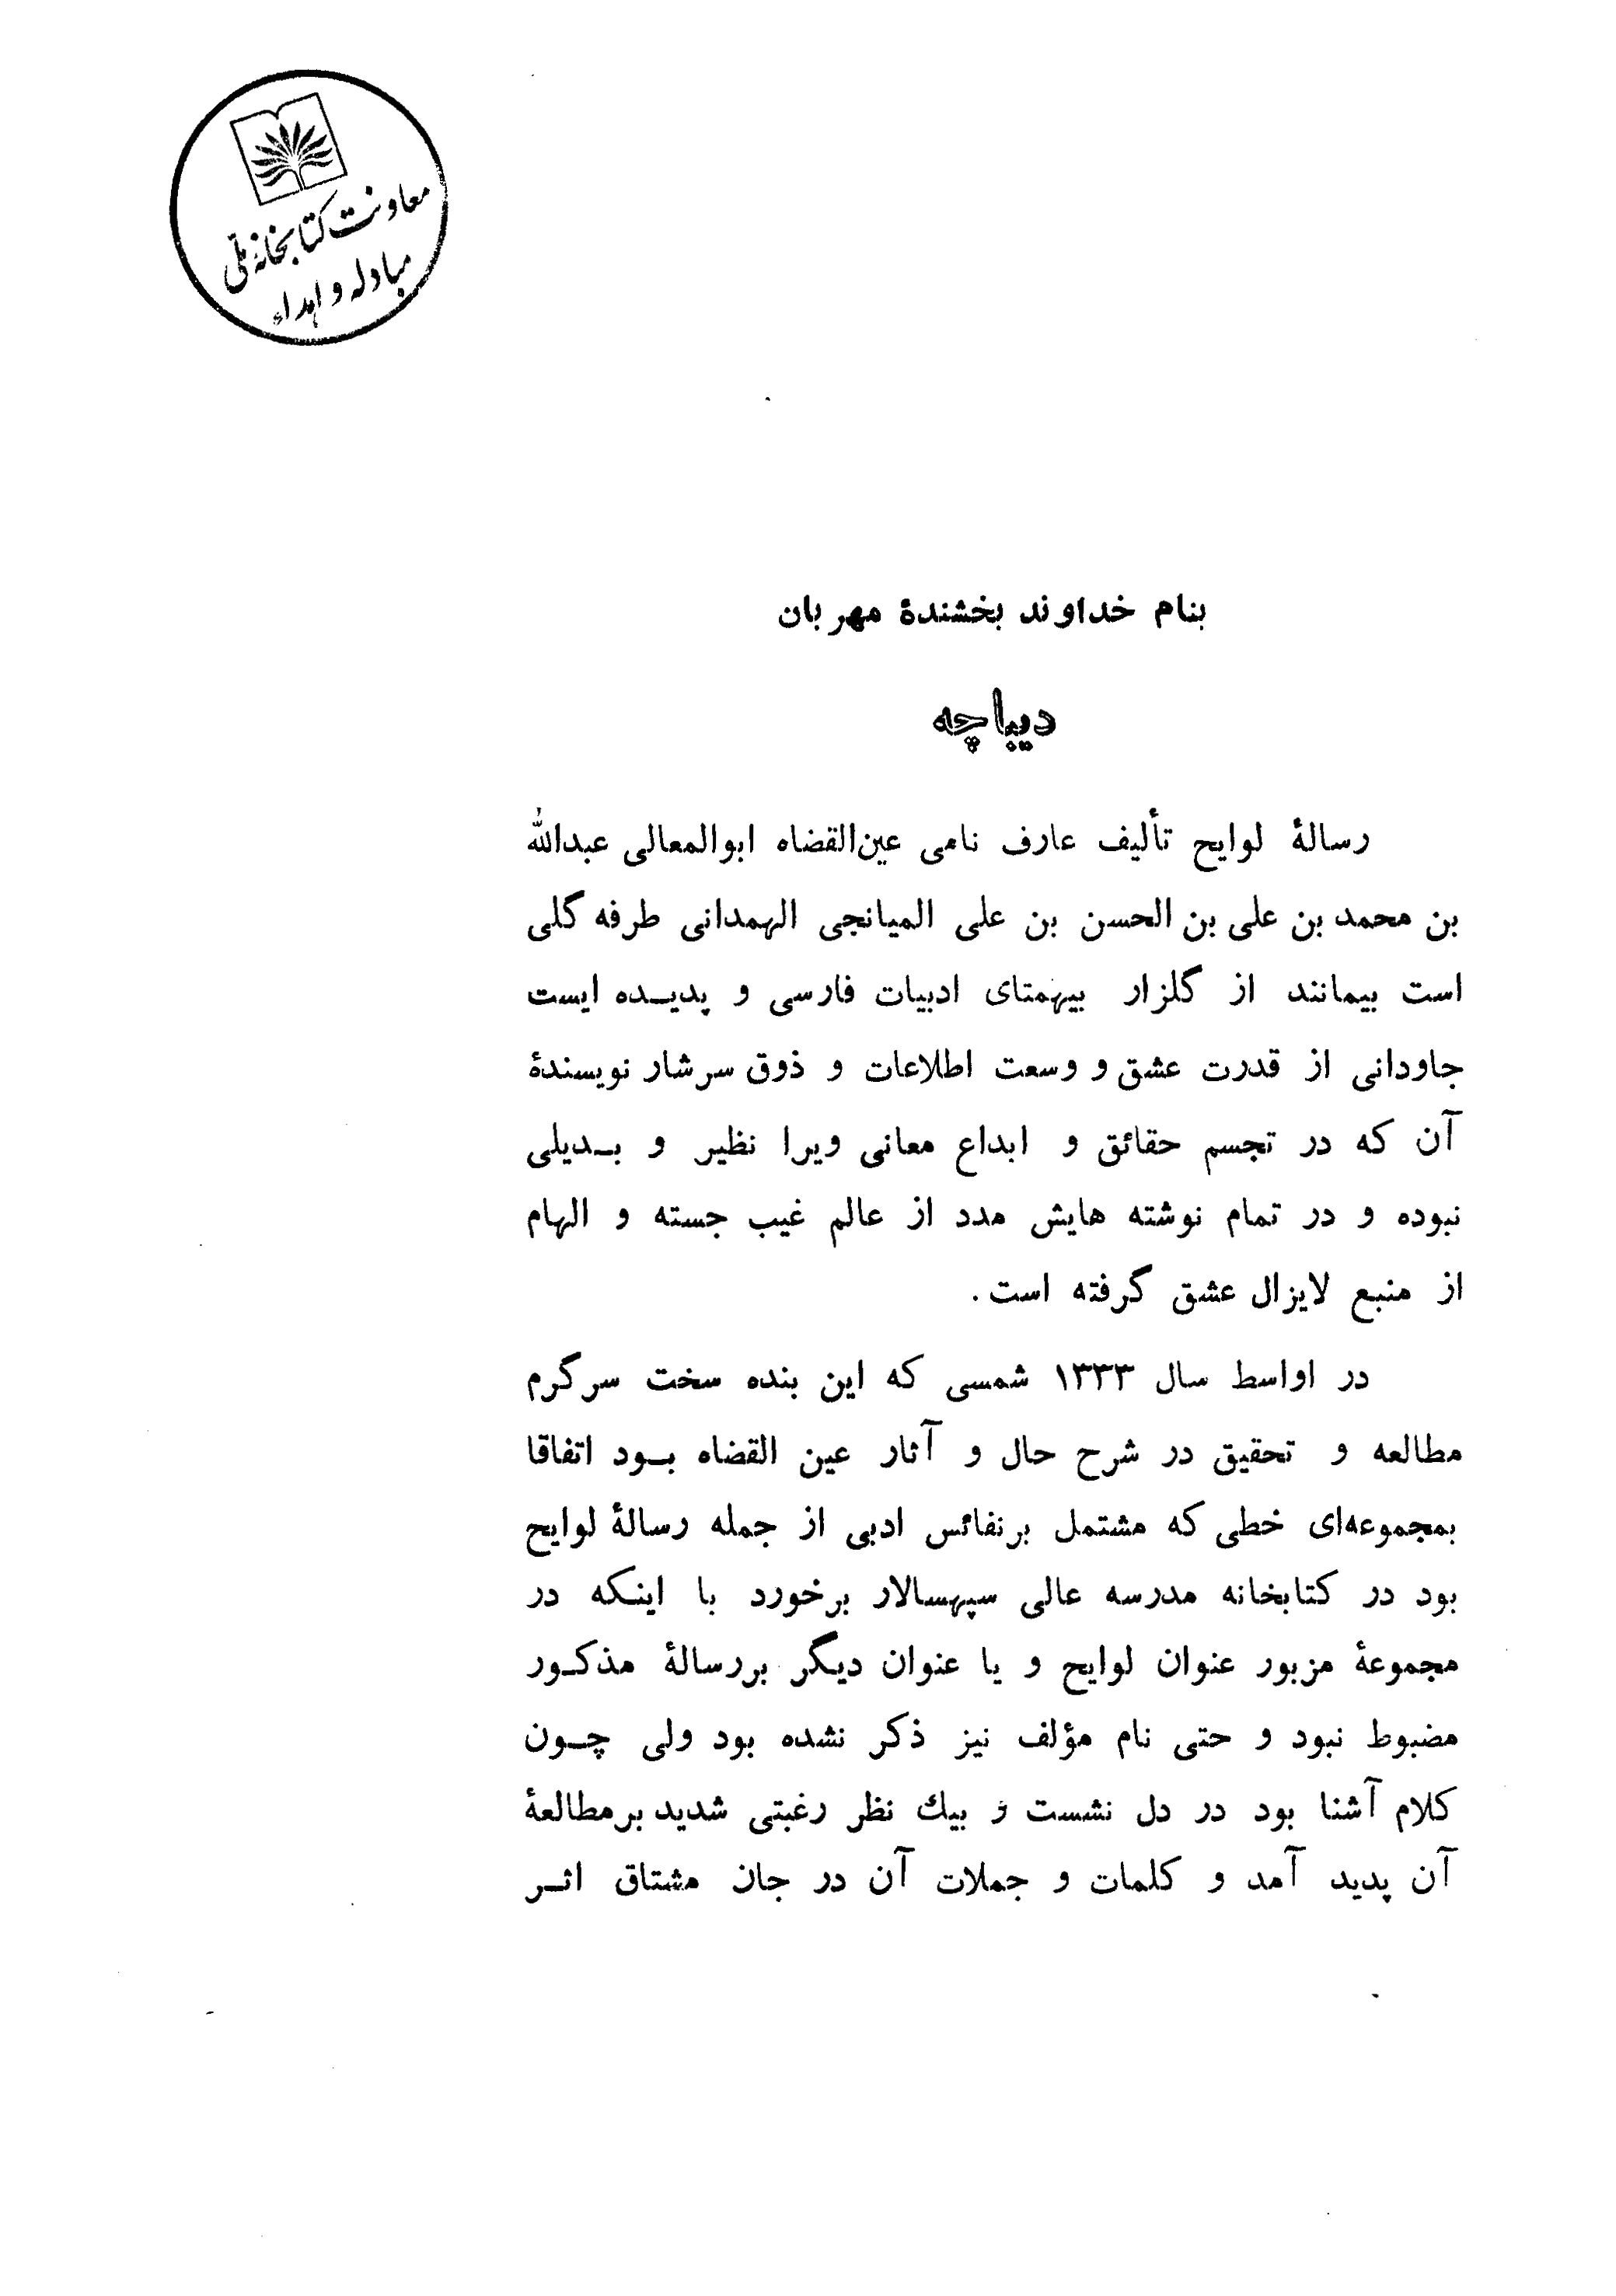 معاونت کتابخانهٔ ملی
مبادله و اهداء
بنام خداوند بخشندهٔ مهربان
دیباچه
رسالهٔ لوایح تألیف عارف نامی عین‌القضاه ابوالمعالی عبدالله
بن محمد بن علی بن الحسن بن علی المیانجی الهمدانی طرفه گلی
است بیمانند از گلزار بیهمتای ادبیات فارسی و پدیـده ایست
جاودانی از قدرت عشق و وسعت اطلاعات و ذوق سرشار نویسندهٔ
آن که در تجسم حقائق و ابداع معانی ویرا نظیر و بـدیلی
نبوده و در تمام نوشته هایش مدد از عالم غیب جسته و الهام
از منبع لایزال عشق گرفته است.
در اواسط سال ۱۳۳۳ شمسی که این بنده سخت سرگرم
مطالعه و تحقیق در شرح حال و آثار عین القضاه بـود اتفاقا
بمجموعه‌ای خطی که مشتمل برنفائس ادبی از جمله رسالهٔ لوایح
بود در کتابخانه مدرسه عالی سپهسالار برخورد با اینکه در
مجموعهٔ مزبور عنوان لوایح و یا عنوان دیگر بررسالهٔ مذکـور
مضبوط نبود و حتی نام مؤلف نیز ذکر نشده بود ولی چـون
کلام آشنا بود در دل نشست و بیك نظر رغبتی شدید برمطالعهٔ
آن پدید آمد و کلمات و جملات آن در جان مشتاق اثـر